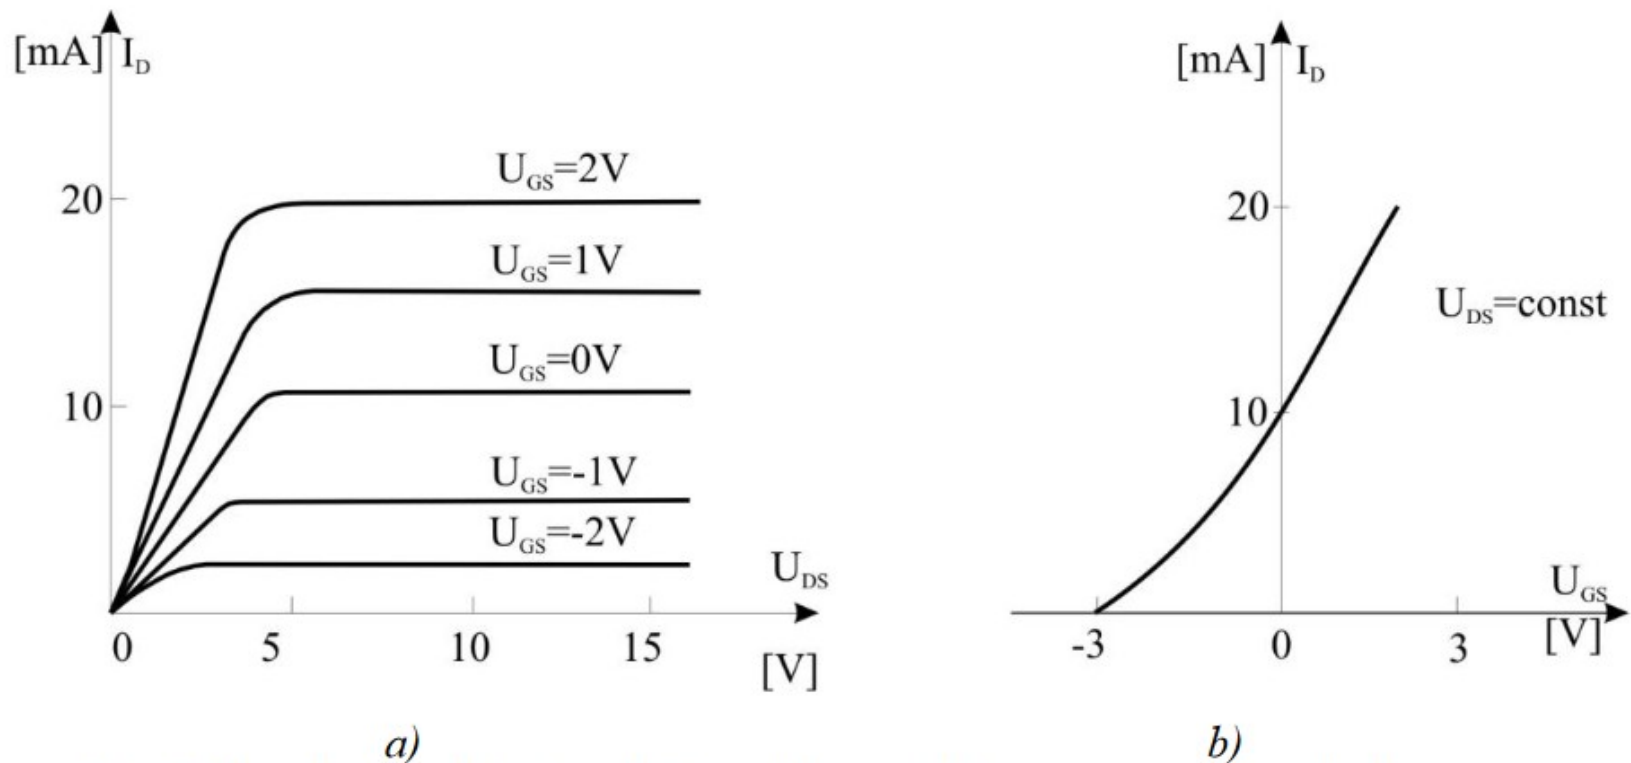 [mA] I_D
20
10
U_GS=2V
U_GS=1V
U_GS=0V
U_GS=-1V
U_GS=-2V
U_DS
0 5 10 15
[V]
a)
[mA] I_D
20
10
U_DS=const
U_GS
-3 0 3 [V]
b)